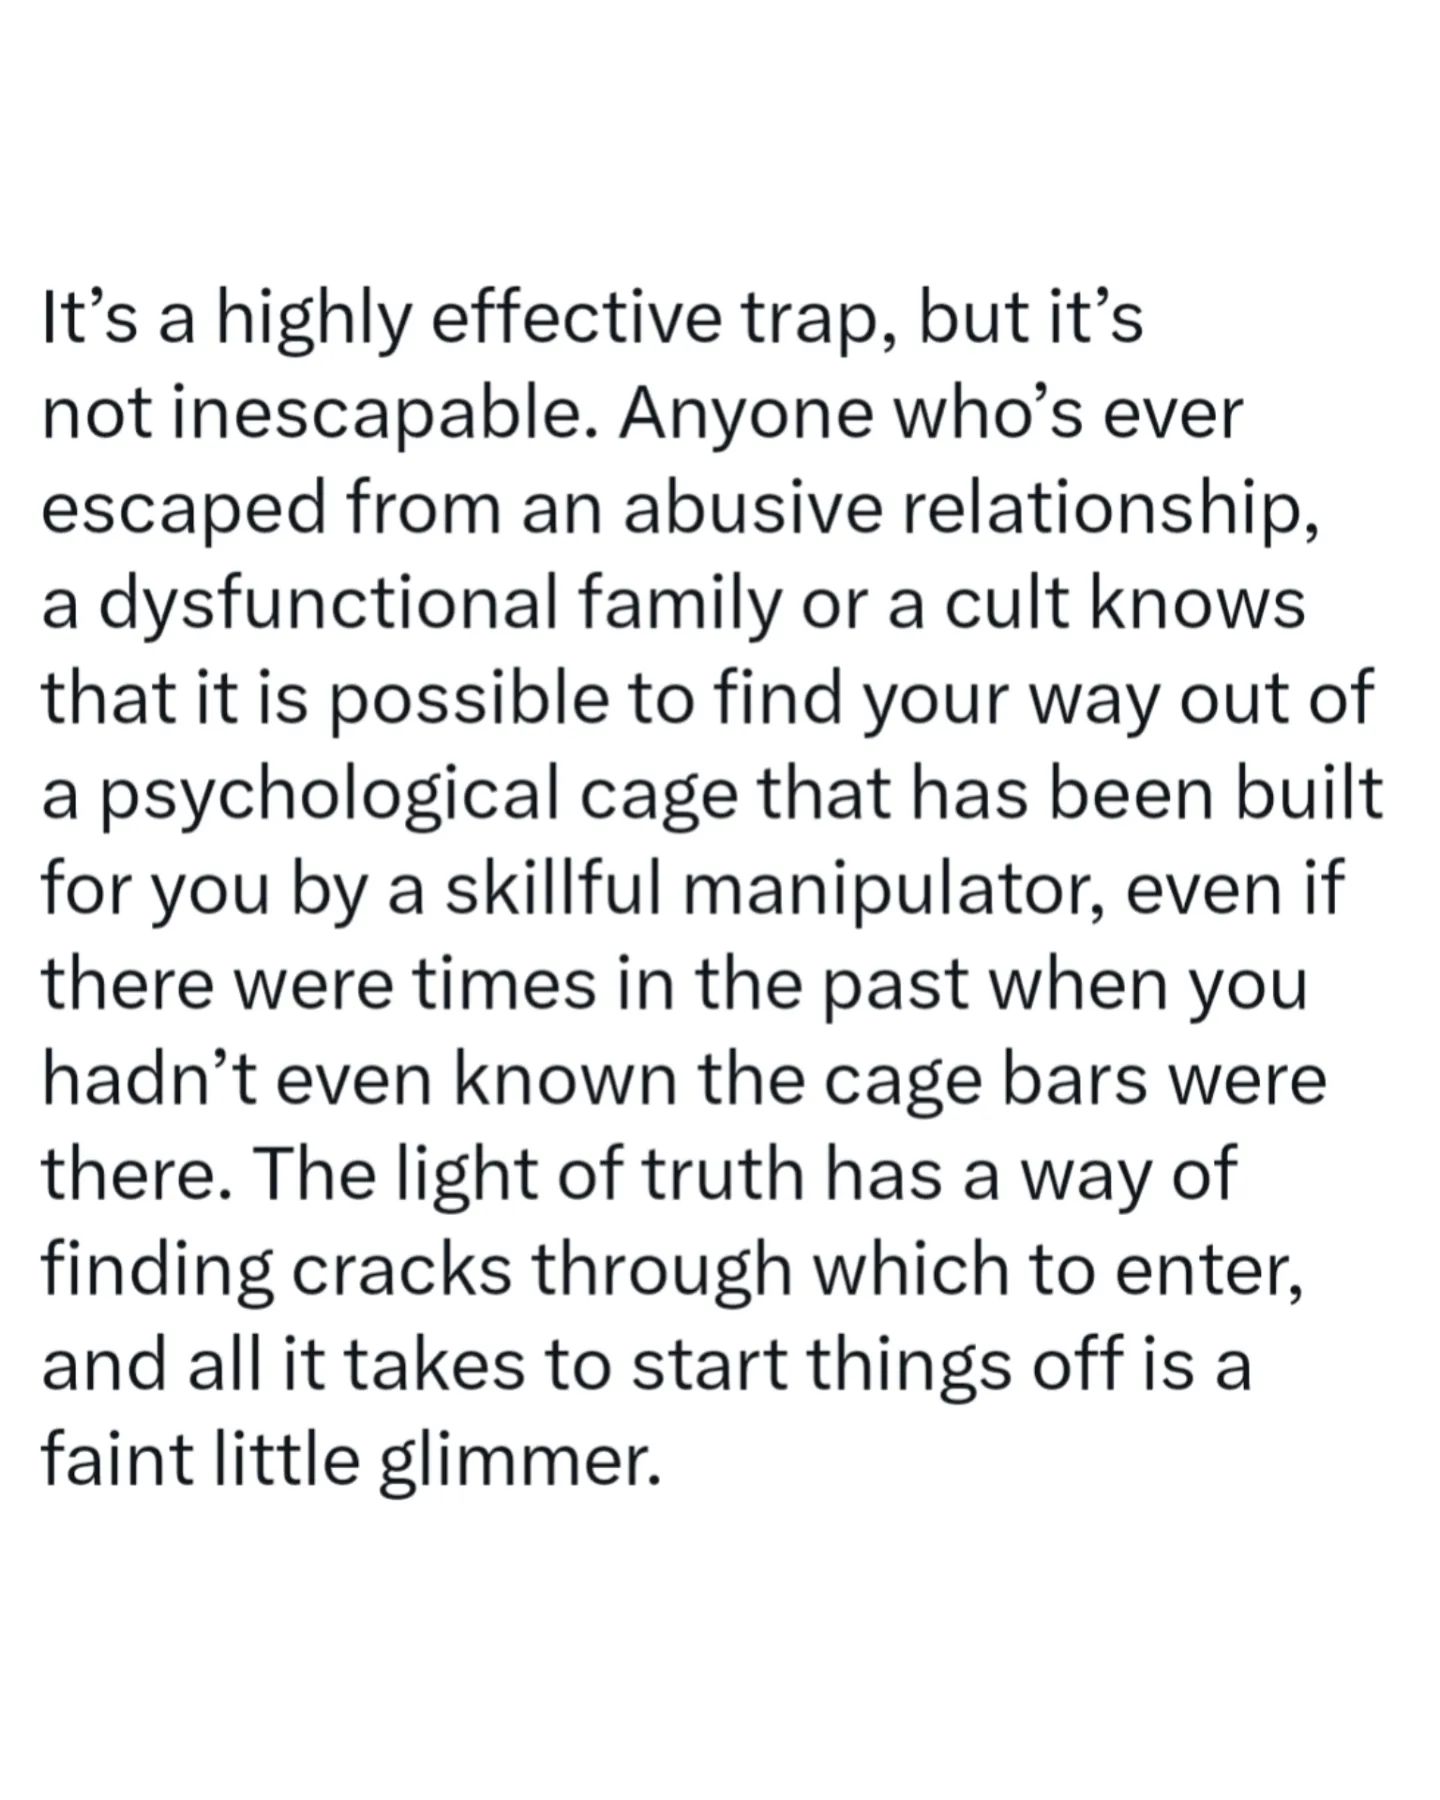 It’s a highly effective trap, but it’s
not inescapable. Anyone who’s ever
escaped from an abusive relationship,
a dysfunctional family or a cult knows
that it is possible to find your way out of
a psychological cage that has been built
for you by a skillful manipulator, even if
there were times in the past when you
hadn’t even known the cage bars were
there. The light of truth has a way of
finding cracks through which to enter,
and all it takes to start things off is a
faint little glimmer.